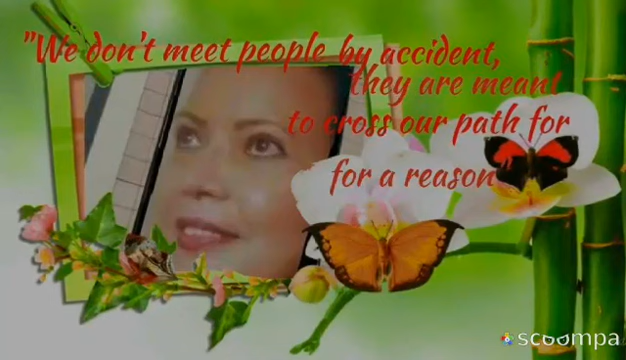 "We don't meet people by accident,
they are meant
to cross our path for
for a reason
scoompa